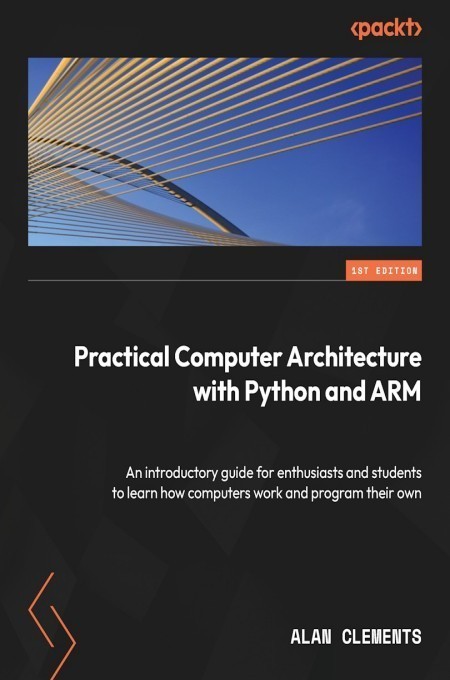 <packt>
1ST EDITION
Practical Computer Architecture
with Python and ARM
An introductory guide for enthusiasts and students
to learn how computers work and program their own
ALAN CLEMENTS